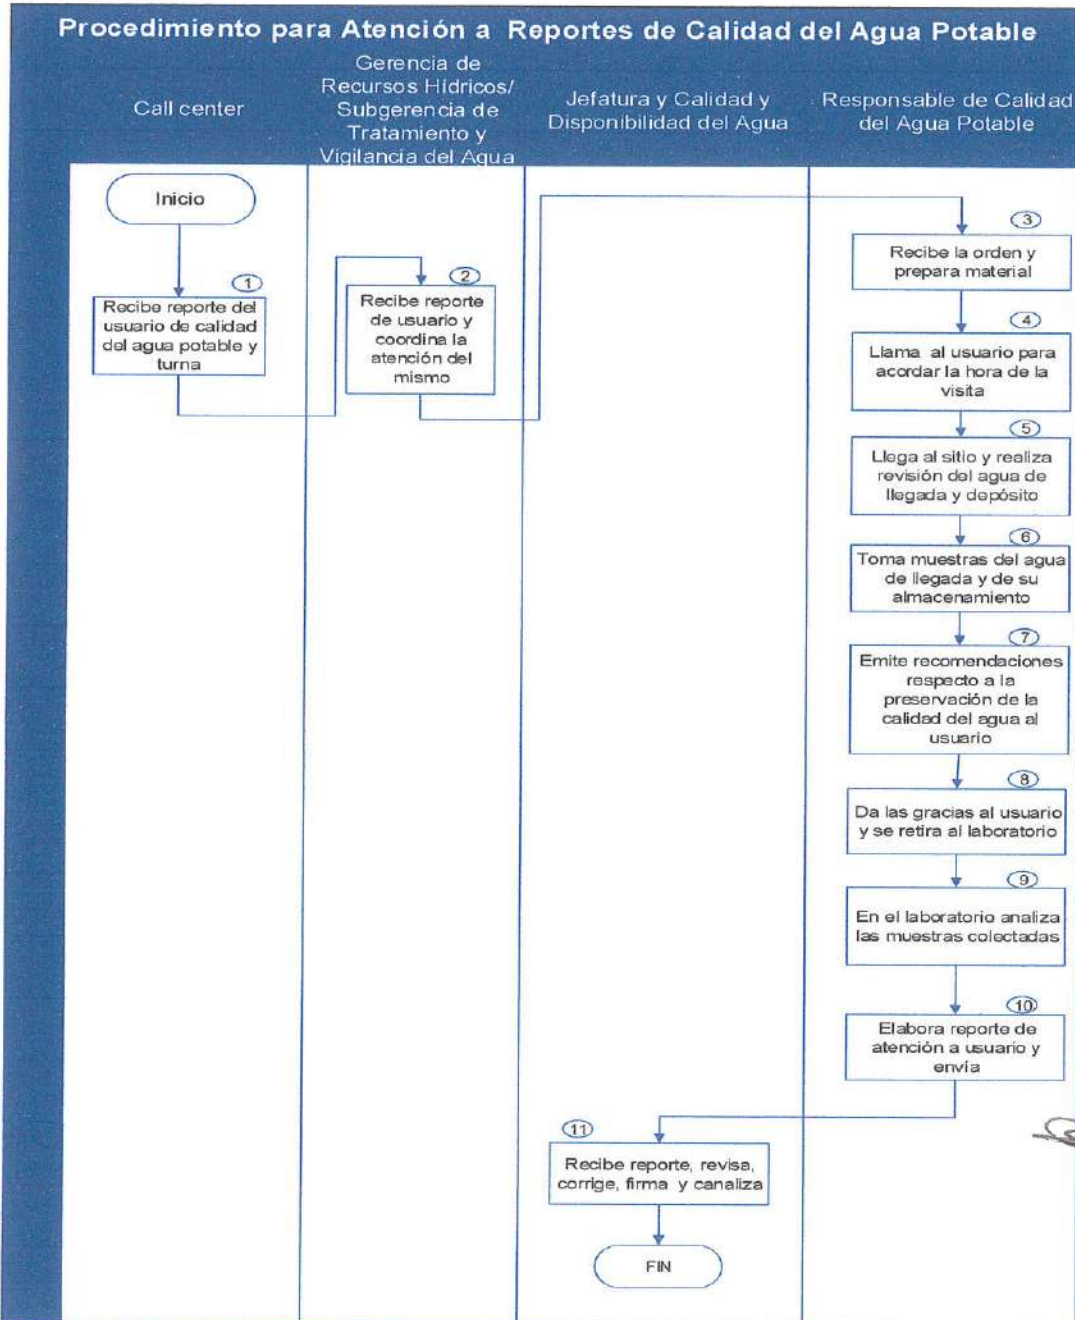 Procedimiento para Atención a Reportes de Calidad del Agua Potable
Call center
Gerencia de
Recursos Hídricos/
Subgerencia de
Tratamiento y
Vigilancia del Agua
Jefatura y Calidad y
Disponibilidad del Agua
Responsable de Calidad
del Agua Potable
Inicio
1
Recibe reporte del
usuario de calidad
del agua potable y
turna
2
Recibe reporte
de usuario y
coordina la
atención del
mismo
3
Recibe la orden y
prepara material
4
Llama al usuario para
acordar la hora de la
visita
5
Llega al sitio y realiza
revisión del agua de
llegada y depósito
6
Toma muestras del agua
de llegada y de su
almacenamiento
7
Emite recomendaciones
respecto a la
preservación de la
calidad del agua al
usuario
8
Da las gracias al usuario
y se retira al laboratorio
9
En el laboratorio analiza
las muestras colectadas
10
Elabora reporte de
atención a usuario y
envía
11
Recibe reporte, revisa,
corrige, firma y canaliza
FIN